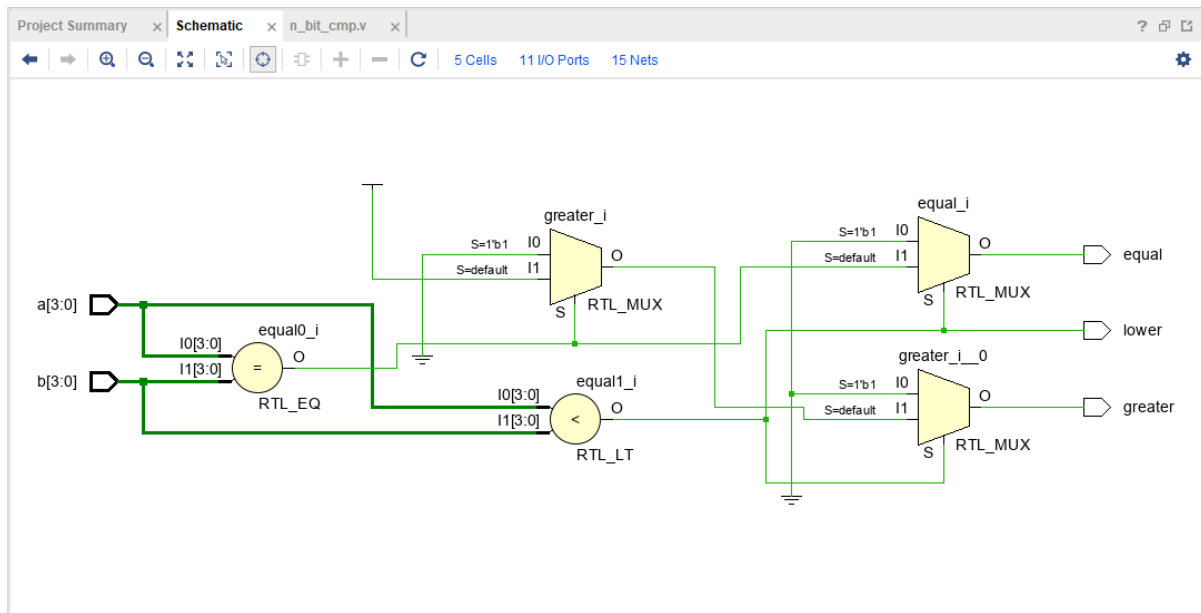 Project Summary × Schematic × n_bit_cmp.v ×
?
5 Cells 11 I/O Ports 15 Nets
greater_i
S=1'b1 I0
S=default I1
O
S
RTL_MUX
equal_i
S=1'b1 I0
S=default I1
O
S
RTL_MUX
equal
lower
a[3:0]
b[3:0]
equal0_i
I0[3:0]
I1[3:0]
O
=
RTL_EQ
equal1_i
I0[3:0]
I1[3:0]
O
<
RTL_LT
greater_i__0
S=1'b1 I0
S=default I1
O
S
RTL_MUX
greater